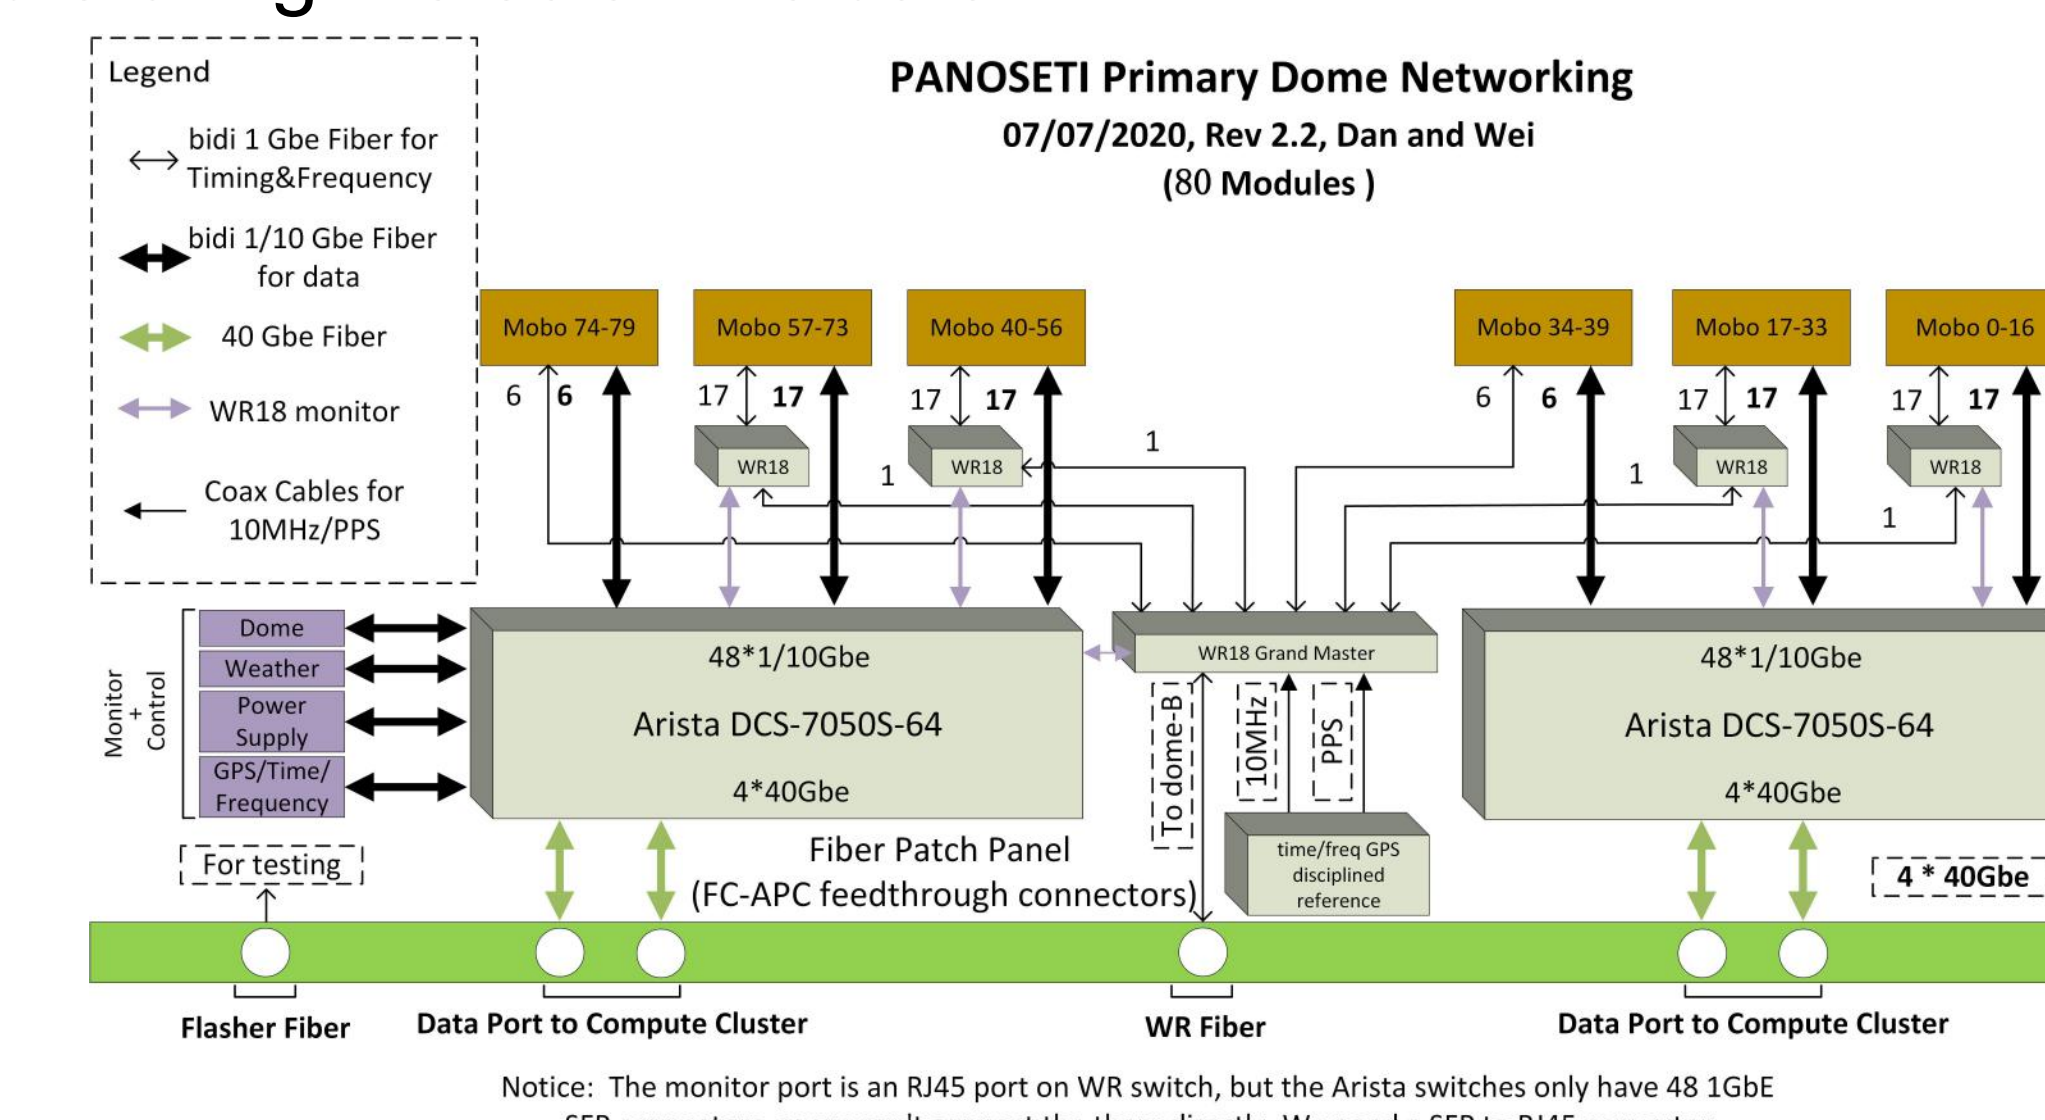 PANOSETI Primary Dome Networking
07/07/2020, Rev 2.2, Dan and Wei
(80 Modules )
Legend
bidi 1 Gbe Fiber for
Timing&Frequency
bidi 1/10 Gbe Fiber
for data
40 Gbe Fiber
WR18 monitor
Coax Cables for
10MHz/PPS
Mobo 74-79
Mobo 57-73
Mobo 40-56
Mobo 34-39
Mobo 17-33
Mobo 0-16
6
6
17
17
17
17
6
6
17
17
17
17
WR18
WR18
WR18
WR18
1
1
1
1
Monitor
+
Control
Dome
Weather
Power
Supply
GPS/Time/
Frequency
48*1/10Gbe
Arista DCS-7050S-64
4*40Gbe
WR18 Grand Master
To dome-B
10MHz
PPS
time/freq GPS
disciplined
reference
48*1/10Gbe
Arista DCS-7050S-64
4*40Gbe
For testing
Fiber Patch Panel
(FC-APC feedthrough connectors)
4 * 40Gbe
Flasher Fiber
Data Port to Compute Cluster
WR Fiber
Data Port to Compute Cluster
Notice: The monitor port is an RJ45 port on WR switch, but the Arista switches only have 48 1GbE